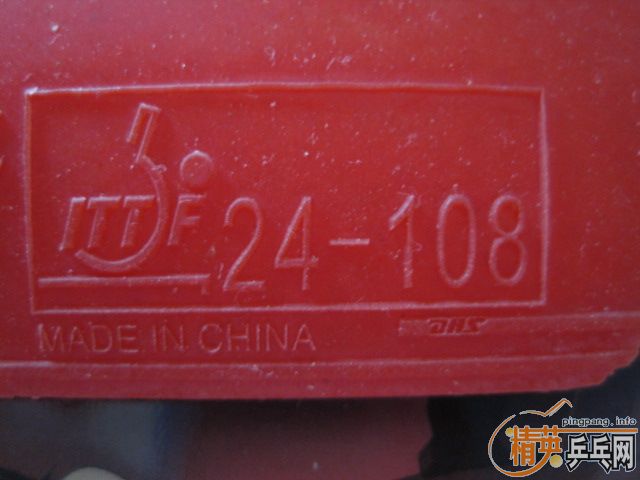 ITTF 24-108
MADE IN CHINA DHS
pingpang.info
精英乒乓网